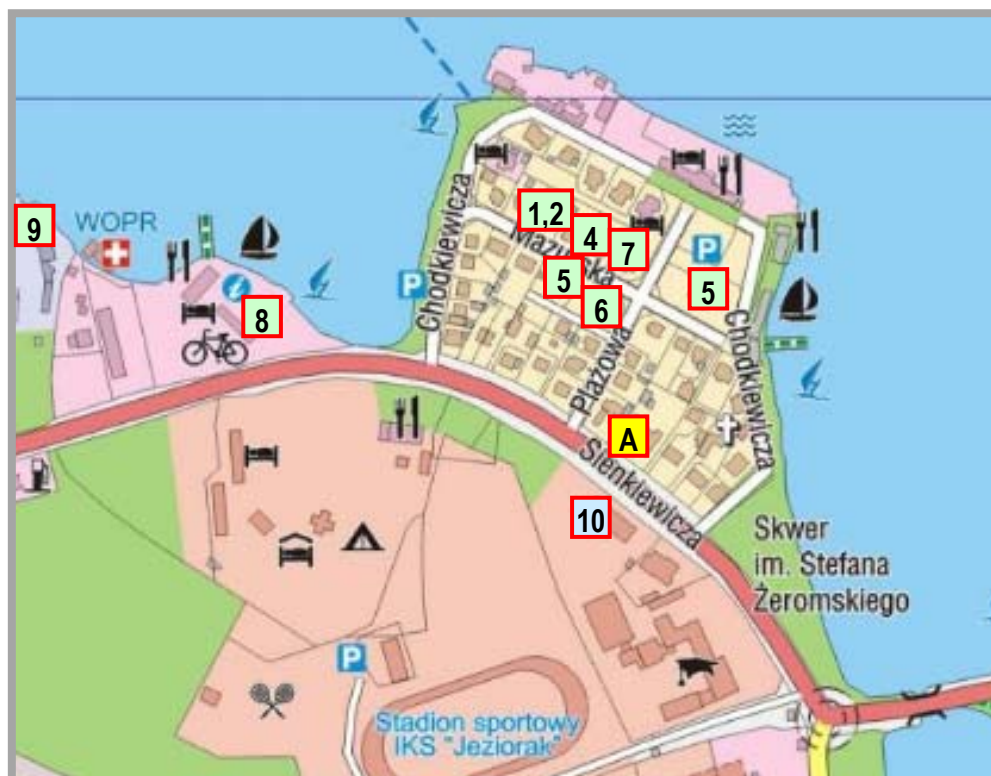 9
WOPR
8
P
Chodkiewicza
1,2
4
7
Mazurska
5
6
P
5
Plażowa
Chodkiewicza
A
Sienkiewicza
10
Skwer
im. Stefana
Żeromskiego
P
Stadion sportowy
IKS "Jeziorak"